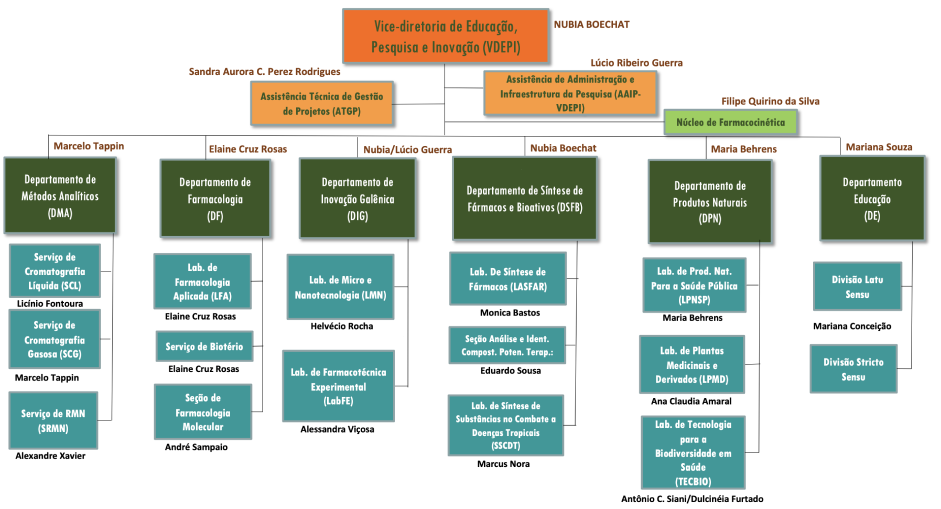 Vice-diretoria de Educação,
Pesquisa e Inovação (VDEPI)
NUBIA BOECHAT
Sandra Aurora C. Perez Rodrigues
Assistência Técnica de Gestão
de Projetos (ATGP)
Lúcio Ribeiro Guerra
Assistência de Administração e
Infraestrutura da Pesquisa (AAIP-
VDEPI)
Filipe Quirino da Silva
Núcleo de Farmacocinética
Marcelo Tappin
Departamento de
Métodos Analíticos
(DMA)
Serviço de
Cromatografia
Líquida (SCL)
Licínio Fontoura
Serviço de
Cromatografia
Gasosa (SCG)
Marcelo Tappin
Serviço de RMN
(SRMN)
Alexandre Xavier
Elaine Cruz Rosas
Departamento de
Farmacologia
(DF)
Lab. de
Farmacologia
Aplicada (LFA)
Elaine Cruz Rosas
Serviço de Biotério
Elaine Cruz Rosas
Seção de
Farmacologia
Molecular
André Sampaio
Nubia/Lúcio Guerra
Departamento de
Inovação Galênica
(DIG)
Lab. de Micro e
Nanotecnologia (LMN)
Helvécio Rocha
Lab. de Farmacotécnica
Experimental
(LabFE)
Alessandra Viçosa
Nubia Boechat
Departamento de Síntese de
Fármacos e Bioativos (DSFB)
Lab. De Síntese de
Fármacos (LASFAR)
Monica Bastos
Seção Análise e Ident.
Compost. Poten. Terap.:
Eduardo Sousa
Lab. de Síntese de
Substâncias no Combate a
Doenças Tropicais
(SSCDT)
Marcus Nora
Maria Behrens
Departamento de
Produtos Naturais
(DPN)
Lab. de Prod. Nat.
Para a Saúde Pública
(LPNSP)
Maria Behrens
Lab. de Plantas
Medicinais e
Derivados (LPMD)
Ana Claudia Amaral
Lab. de Tecnologia
para a
Biodiversidade em
Saúde
(TECBIO)
Antônio C. Siani/Dulcinéia Furtado
Mariana Souza
Departamento
Educação
(DE)
Divisão Latu
Sensu
Mariana Conceição
Divisão Stricto
Sensu